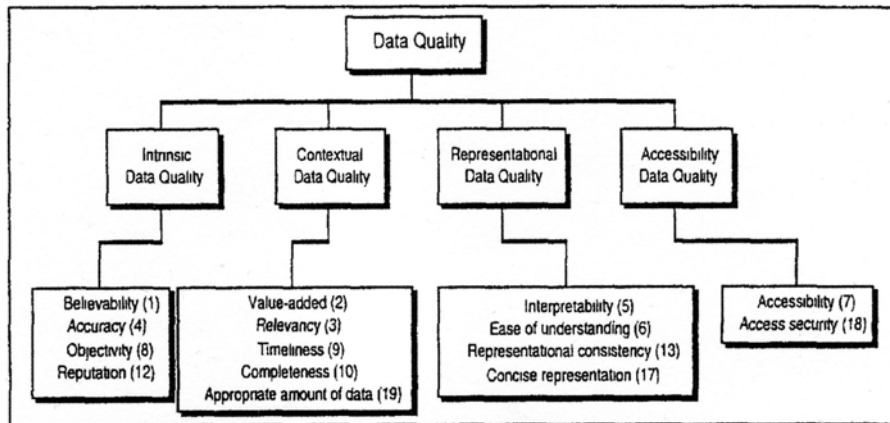 Data Quality
Intrinsic
Data Quality
Contextual
Data Quality
Representational
Data Quality
Accessibility
Data Quality
Believability (1)
Accuracy (4)
Objectivity (8)
Reputation (12)
Value-added (2)
Relevancy (3)
Timeliness (9)
Completeness (10)
Appropriate amount of data (19)
Interpretability (5)
Ease of understanding (6)
Representational consistency (13)
Concise representation (17)
Accessibility (7)
Access security (18)